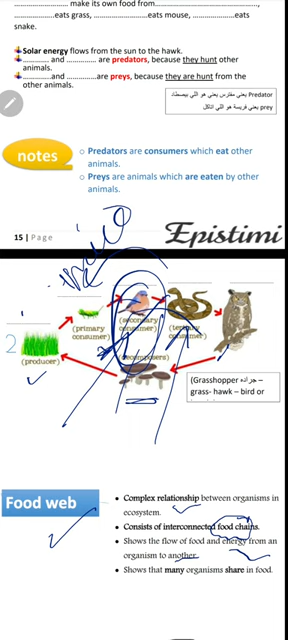 ........................ make its own food from........................................,
....................eats grass, ....................eats mouse, ....................eats
snake.
Solar energy flows from the sun to the hawk.
............ and ............. are predators, because they hunt other
animals.
............and ...............are preys, because they are hunt from the
other animals.
Predator يعني مفترس يعني هو اللي بيصطاد
prey يعني فريسة هو اللي اتاكل
notes
o Predators are consumers which eat other
animals.
o Preys are animals which are eaten by other
animals.
15 | Page
Epistimi
(primary
consumer)
(secondary
consumer)
(tertiary
consumer)
2
(producer)
(decomposers)
(Grasshopper جراده –
grass- hawk – bird or
Food web
• Complex relationship between organisms in
ecosystem.
• Consists of interconnected food chains.
• Shows the flow of food and energy from an
organism to another.
• Shows that many organisms share in food.